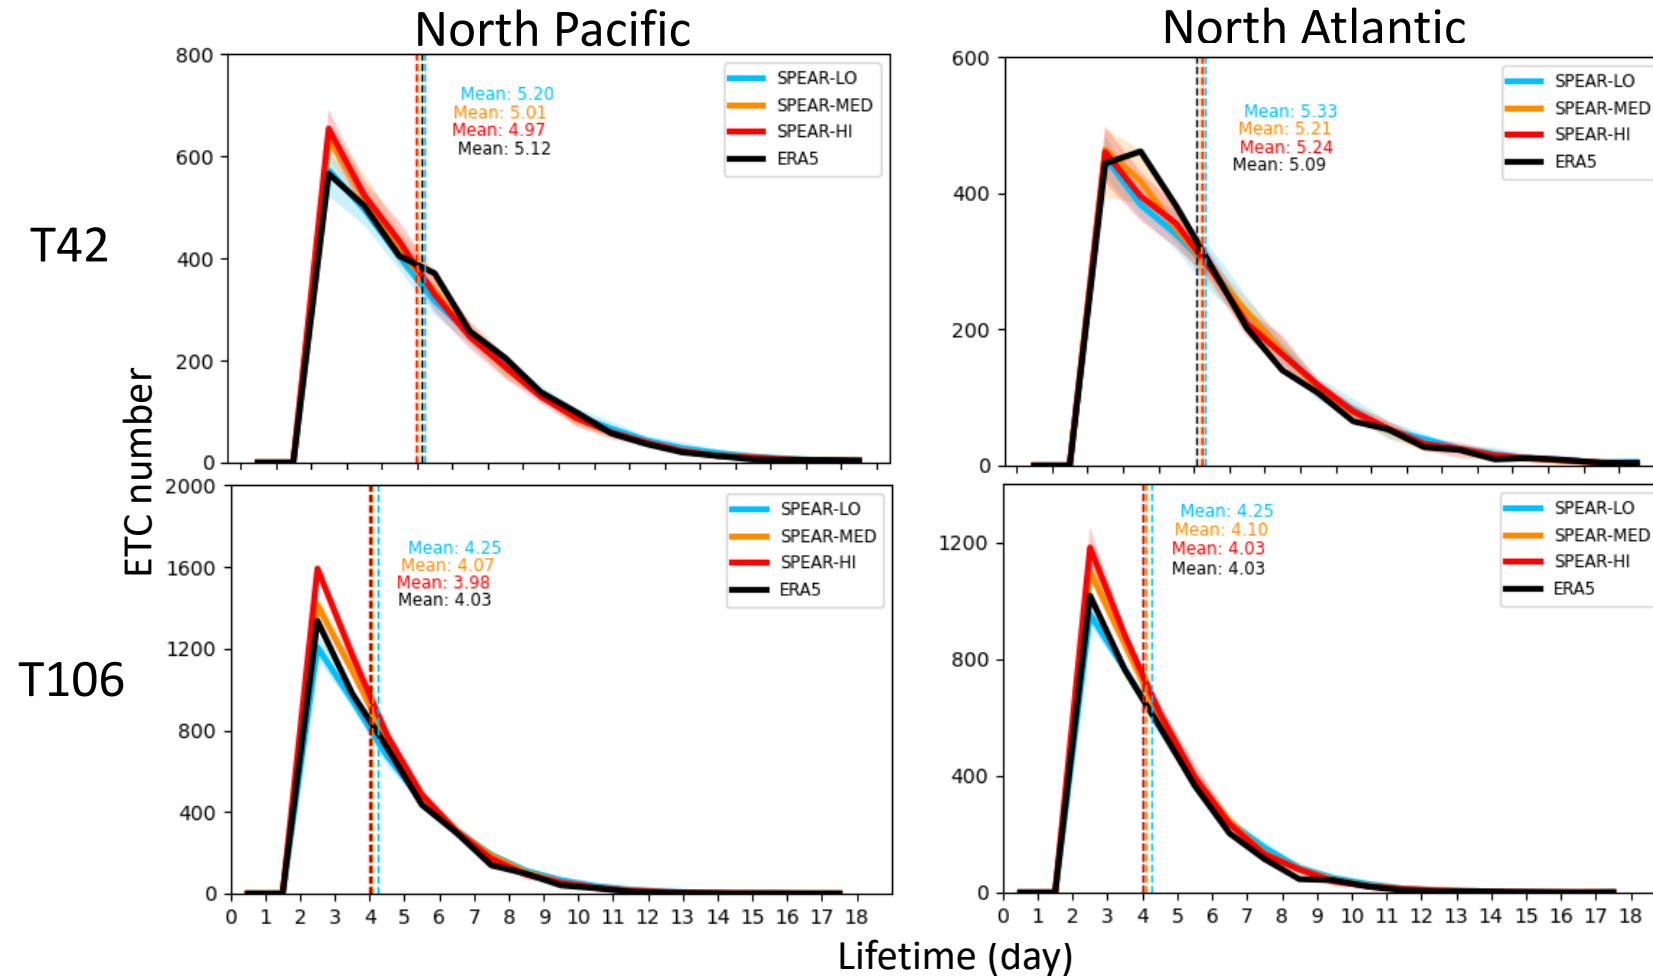 North Pacific
North Atlantic
T42
T106
ETC number
Lifetime (day)
800
600
400
200
0
Mean: 5.20
Mean: 5.01
Mean: 4.97
Mean: 5.12
SPEAR-LO
SPEAR-MED
SPEAR-HI
ERA5
600
400
200
0
Mean: 5.33
Mean: 5.21
Mean: 5.24
Mean: 5.09
SPEAR-LO
SPEAR-MED
SPEAR-HI
ERA5
2000
1600
1200
800
400
0
Mean: 4.25
Mean: 4.07
Mean: 3.98
Mean: 4.03
SPEAR-LO
SPEAR-MED
SPEAR-HI
ERA5
0 1 2 3 4 5 6 7 8 9 10 11 12 13 14 15 16 17 18
1200
800
400
0
Mean: 4.25
Mean: 4.10
Mean: 4.03
Mean: 4.03
SPEAR-LO
SPEAR-MED
SPEAR-HI
ERA5
0 1 2 3 4 5 6 7 8 9 10 11 12 13 14 15 16 17 18